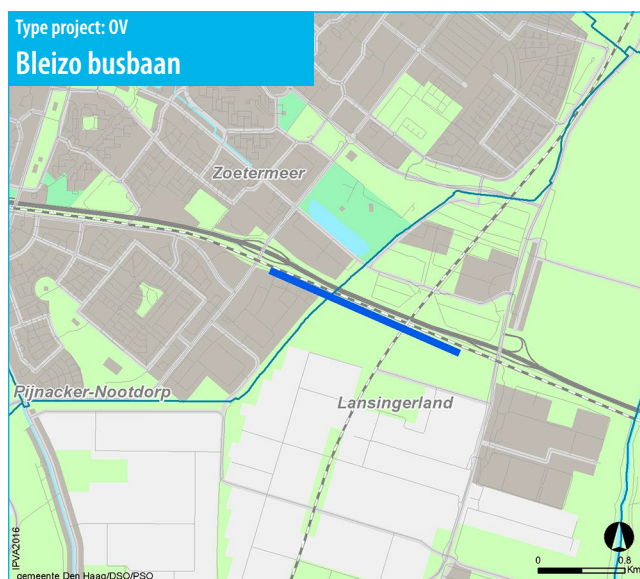 Type project: OV
Bleizo busbaan
Zoetermeer
Pijnacker-Nootdorp
Lansingerland
IPVA2016
gemeente Den Haag/DSO/PSO
0 0.8
Km